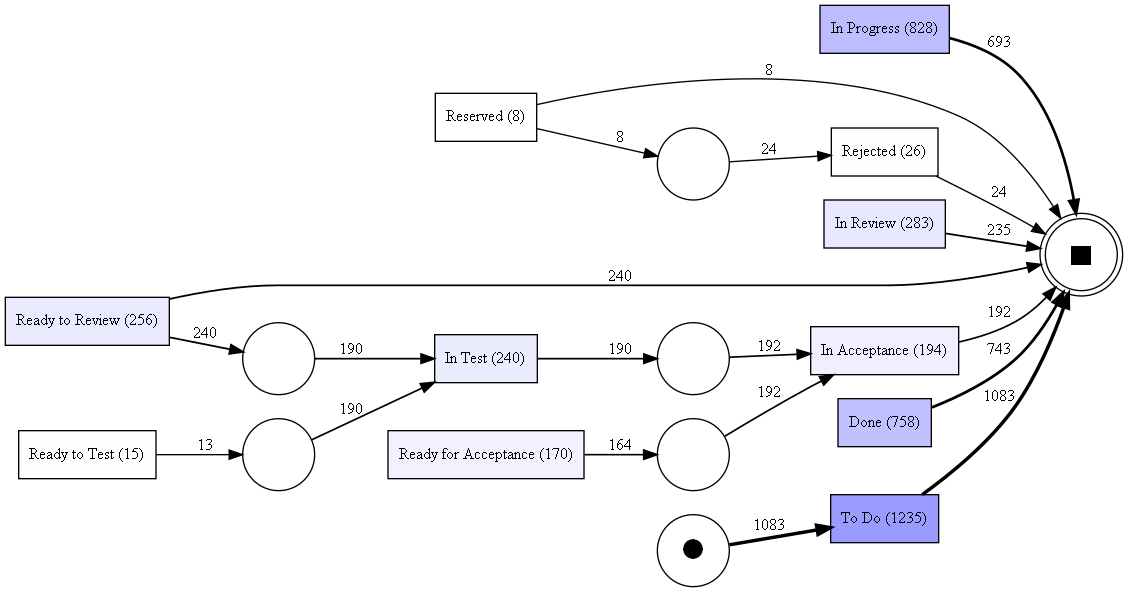 In Progress (828)
693
8
Reserved (8)
8
24
Rejected (26)
24
In Review (283)
235
240
Ready to Review (256)
240
190
In Test (240)
190
192
In Acceptance (194)
192
190
192
743
Done (758)
1083
Ready to Test (15)
13
Ready for Acceptance (170)
164
1083
To Do (1235)